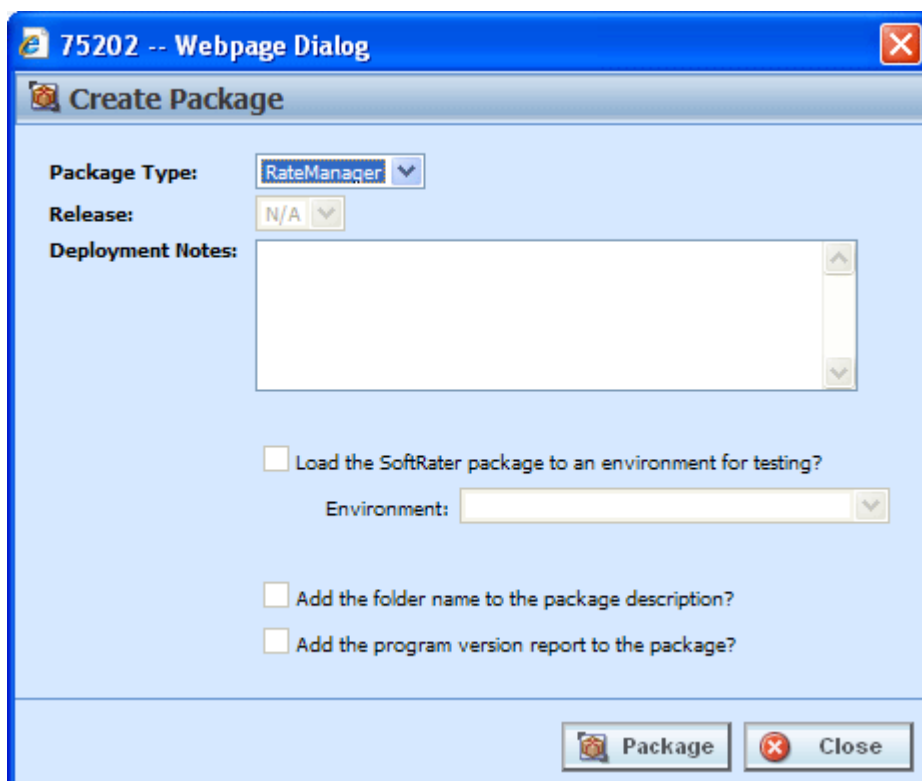 75202 -- Webpage Dialog
Create Package
Package Type: RateManager
Release: N/A
Deployment Notes:
Load the SoftRater package to an environment for testing?
Environment:
Add the folder name to the package description?
Add the program version report to the package?
Package Close